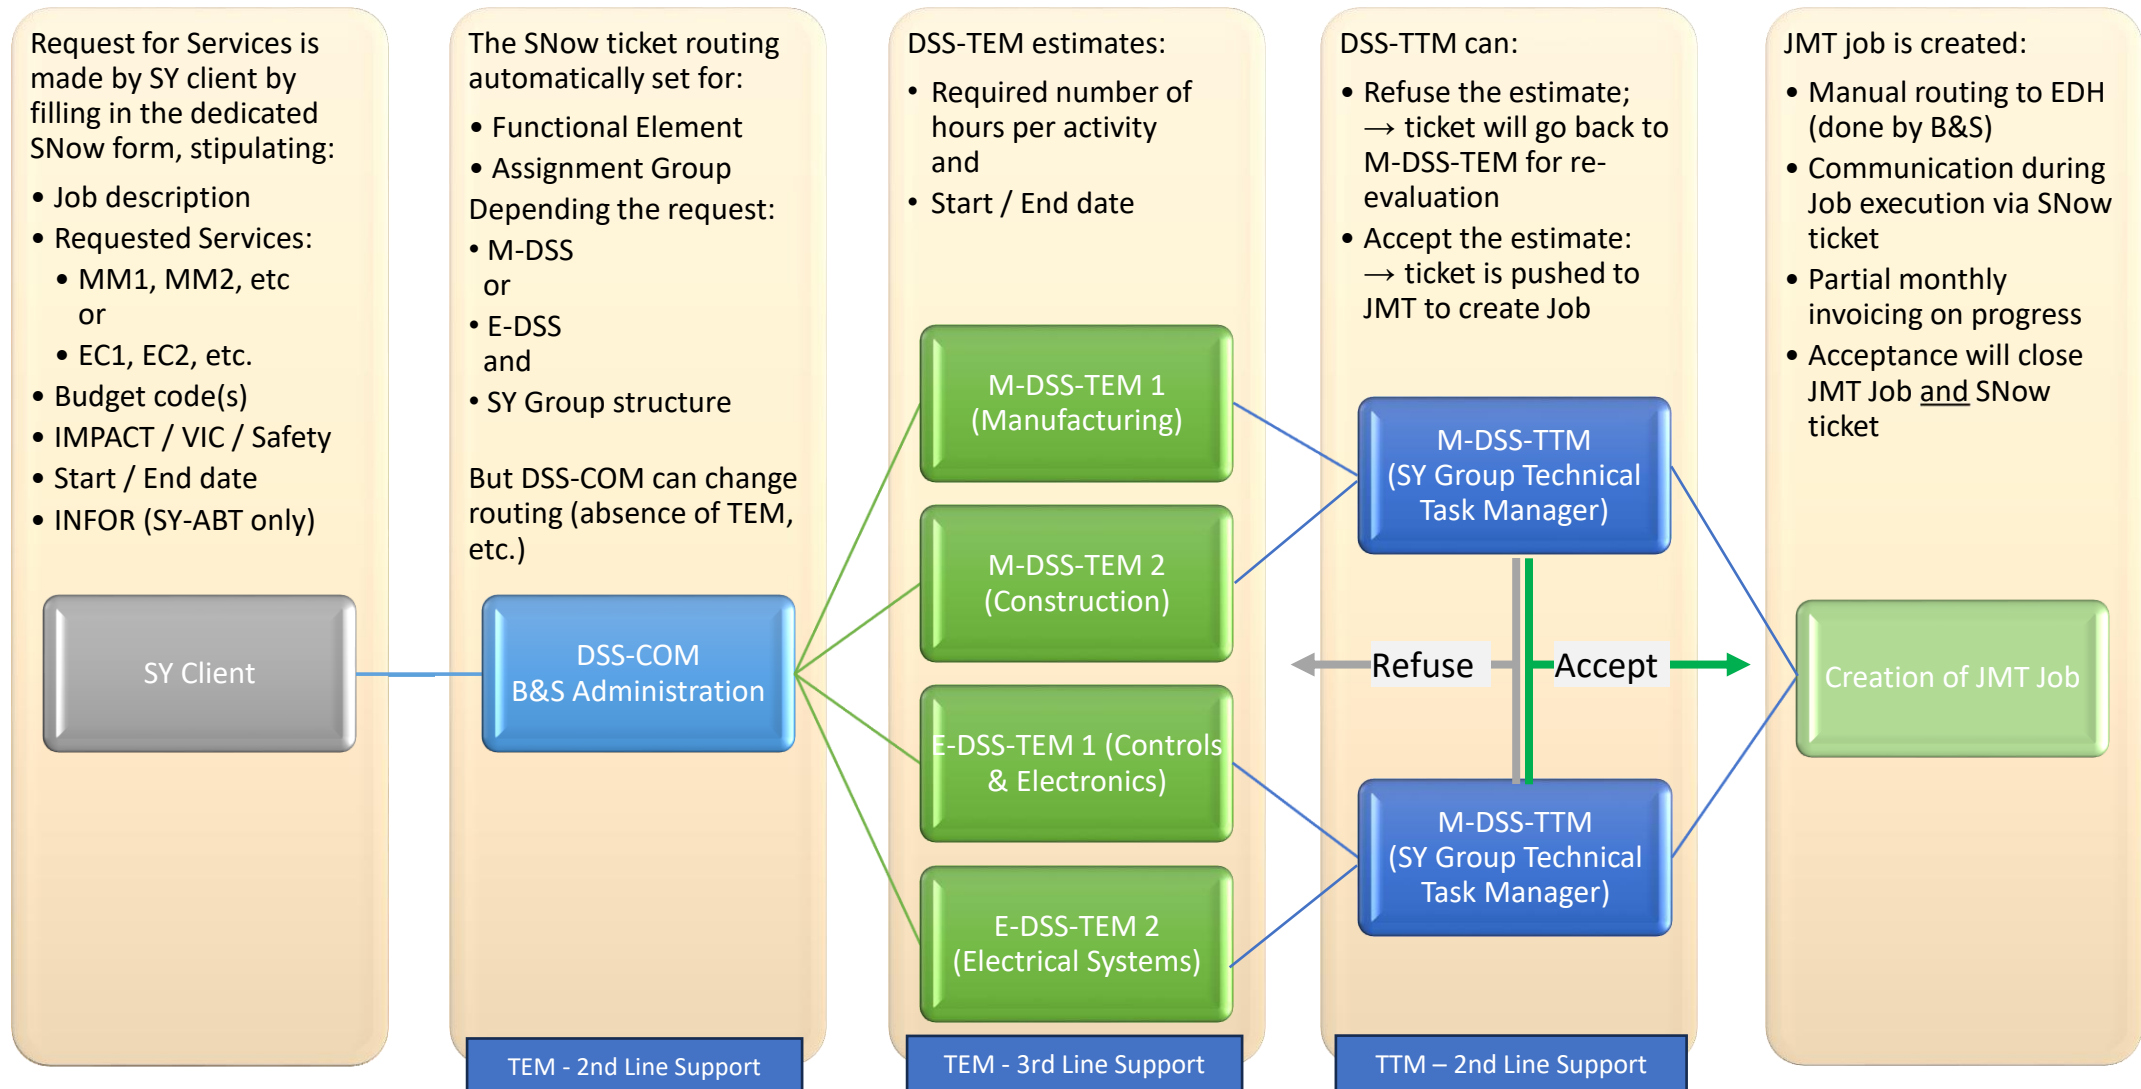 Request for Services is
made by SY client by
filling in the dedicated
SNow form, stipulating:
• Job description
• Requested Services:
• MM1, MM2, etc
or
• EC1, EC2, etc.
• Budget code(s)
• IMPACT / VIC / Safety
• Start / End date
• INFOR (SY-ABT only)
SY Client
The SNow ticket routing
automatically set for:
• Functional Element
• Assignment Group
Depending the request:
• M-DSS
or
• E-DSS
and
• SY Group structure
But DSS-COM can change
routing (absence of TEM,
etc.)
DSS-COM
B&S Administration
TEM - 2nd Line Support
DSS-TEM estimates:
• Required number of
hours per activity
and
• Start / End date
M-DSS-TEM 1
(Manufacturing)
M-DSS-TEM 2
(Construction)
E-DSS-TEM 1 (Controls
& Electronics)
E-DSS-TEM 2
(Electrical Systems)
TEM - 3rd Line Support
DSS-TTM can:
• Refuse the estimate;
→ ticket will go back to
M-DSS-TEM for re-
evaluation
• Accept the estimate:
→ ticket is pushed to
JMT to create Job
M-DSS-TTM
(SY Group Technical
Task Manager)
Refuse
Accept
M-DSS-TTM
(SY Group Technical
Task Manager)
TTM – 2nd Line Support
JMT job is created:
• Manual routing to EDH
(done by B&S)
• Communication during
Job execution via SNow
ticket
• Partial monthly
invoicing on progress
• Acceptance will close
JMT Job and SNow
ticket
Creation of JMT Job